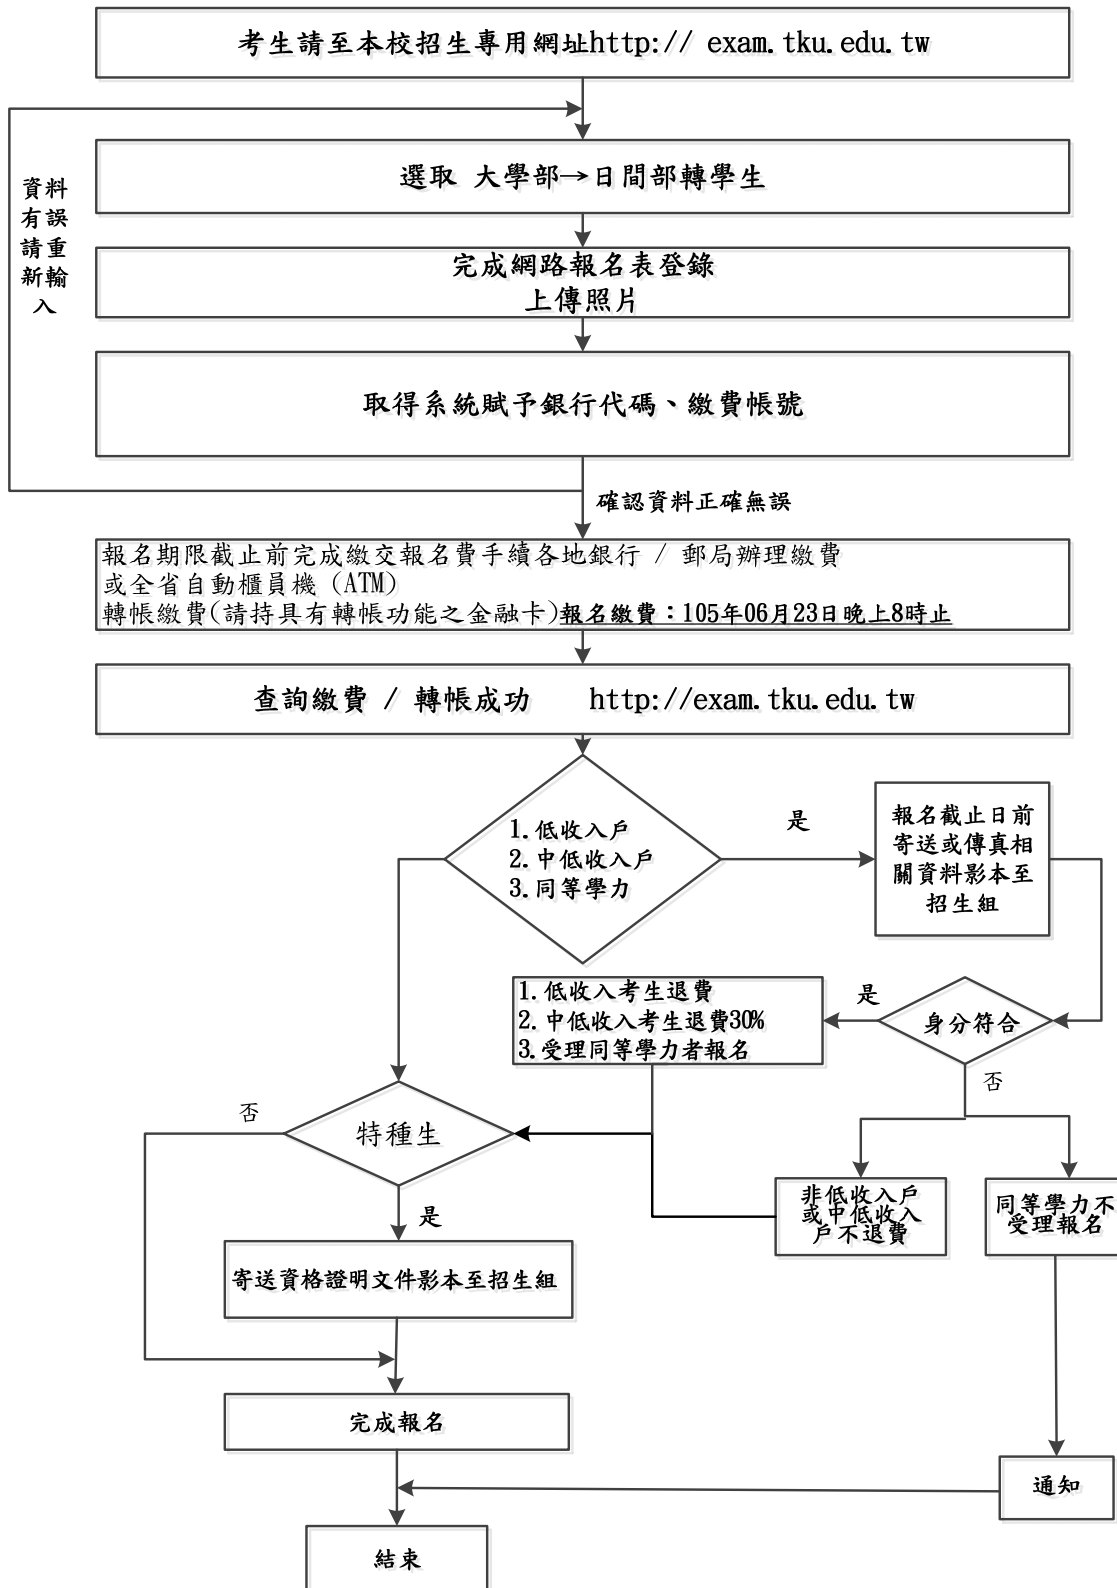 考生請至本校招生專用網址http:// exam.tku.edu.tw
資料
有誤
請重
新輸
入
選取 大學部→日間部轉學生
完成網路報名表登錄
上傳照片
取得系統賦予銀行代碼、繳費帳號
確認資料正確無誤
報名期限截止前完成繳交報名費手續各地銀行 / 郵局辦理繳費
或全省自動櫃員機 (ATM)
轉帳繳費(請持具有轉帳功能之金融卡)報名繳費：105年06月23日晚上8時止
查詢繳費 / 轉帳成功 http://exam.tku.edu.tw
1.低收入戶
2.中低收入戶
3.同等學力
是
報名截止日前
寄送或傳真相
關資料影本至
招生組
1.低收入考生退費
2.中低收入考生退費30%
3.受理同等學力者報名
是
身分符合
否
否
特種生
是
非低收入戶
或中低收入
戶不退費
同等學力不
受理報名
寄送資格證明文件影本至招生組
完成報名
通知
結束